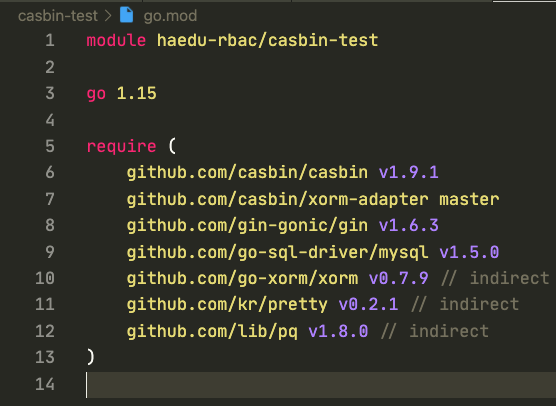 casbin-test > go.mod
1 module haedu-rbac/casbin-test
2
3 go 1.15
4
5 require (
6 github.com/casbin/casbin v1.9.1
7 github.com/casbin/xorm-adapter master
8 github.com/gin-gonic/gin v1.6.3
9 github.com/go-sql-driver/mysql v1.5.0
10 github.com/go-xorm/xorm v0.7.9 // indirect
11 github.com/kr/pretty v0.2.1 // indirect
12 github.com/lib/pq v1.8.0 // indirect
13 )
14